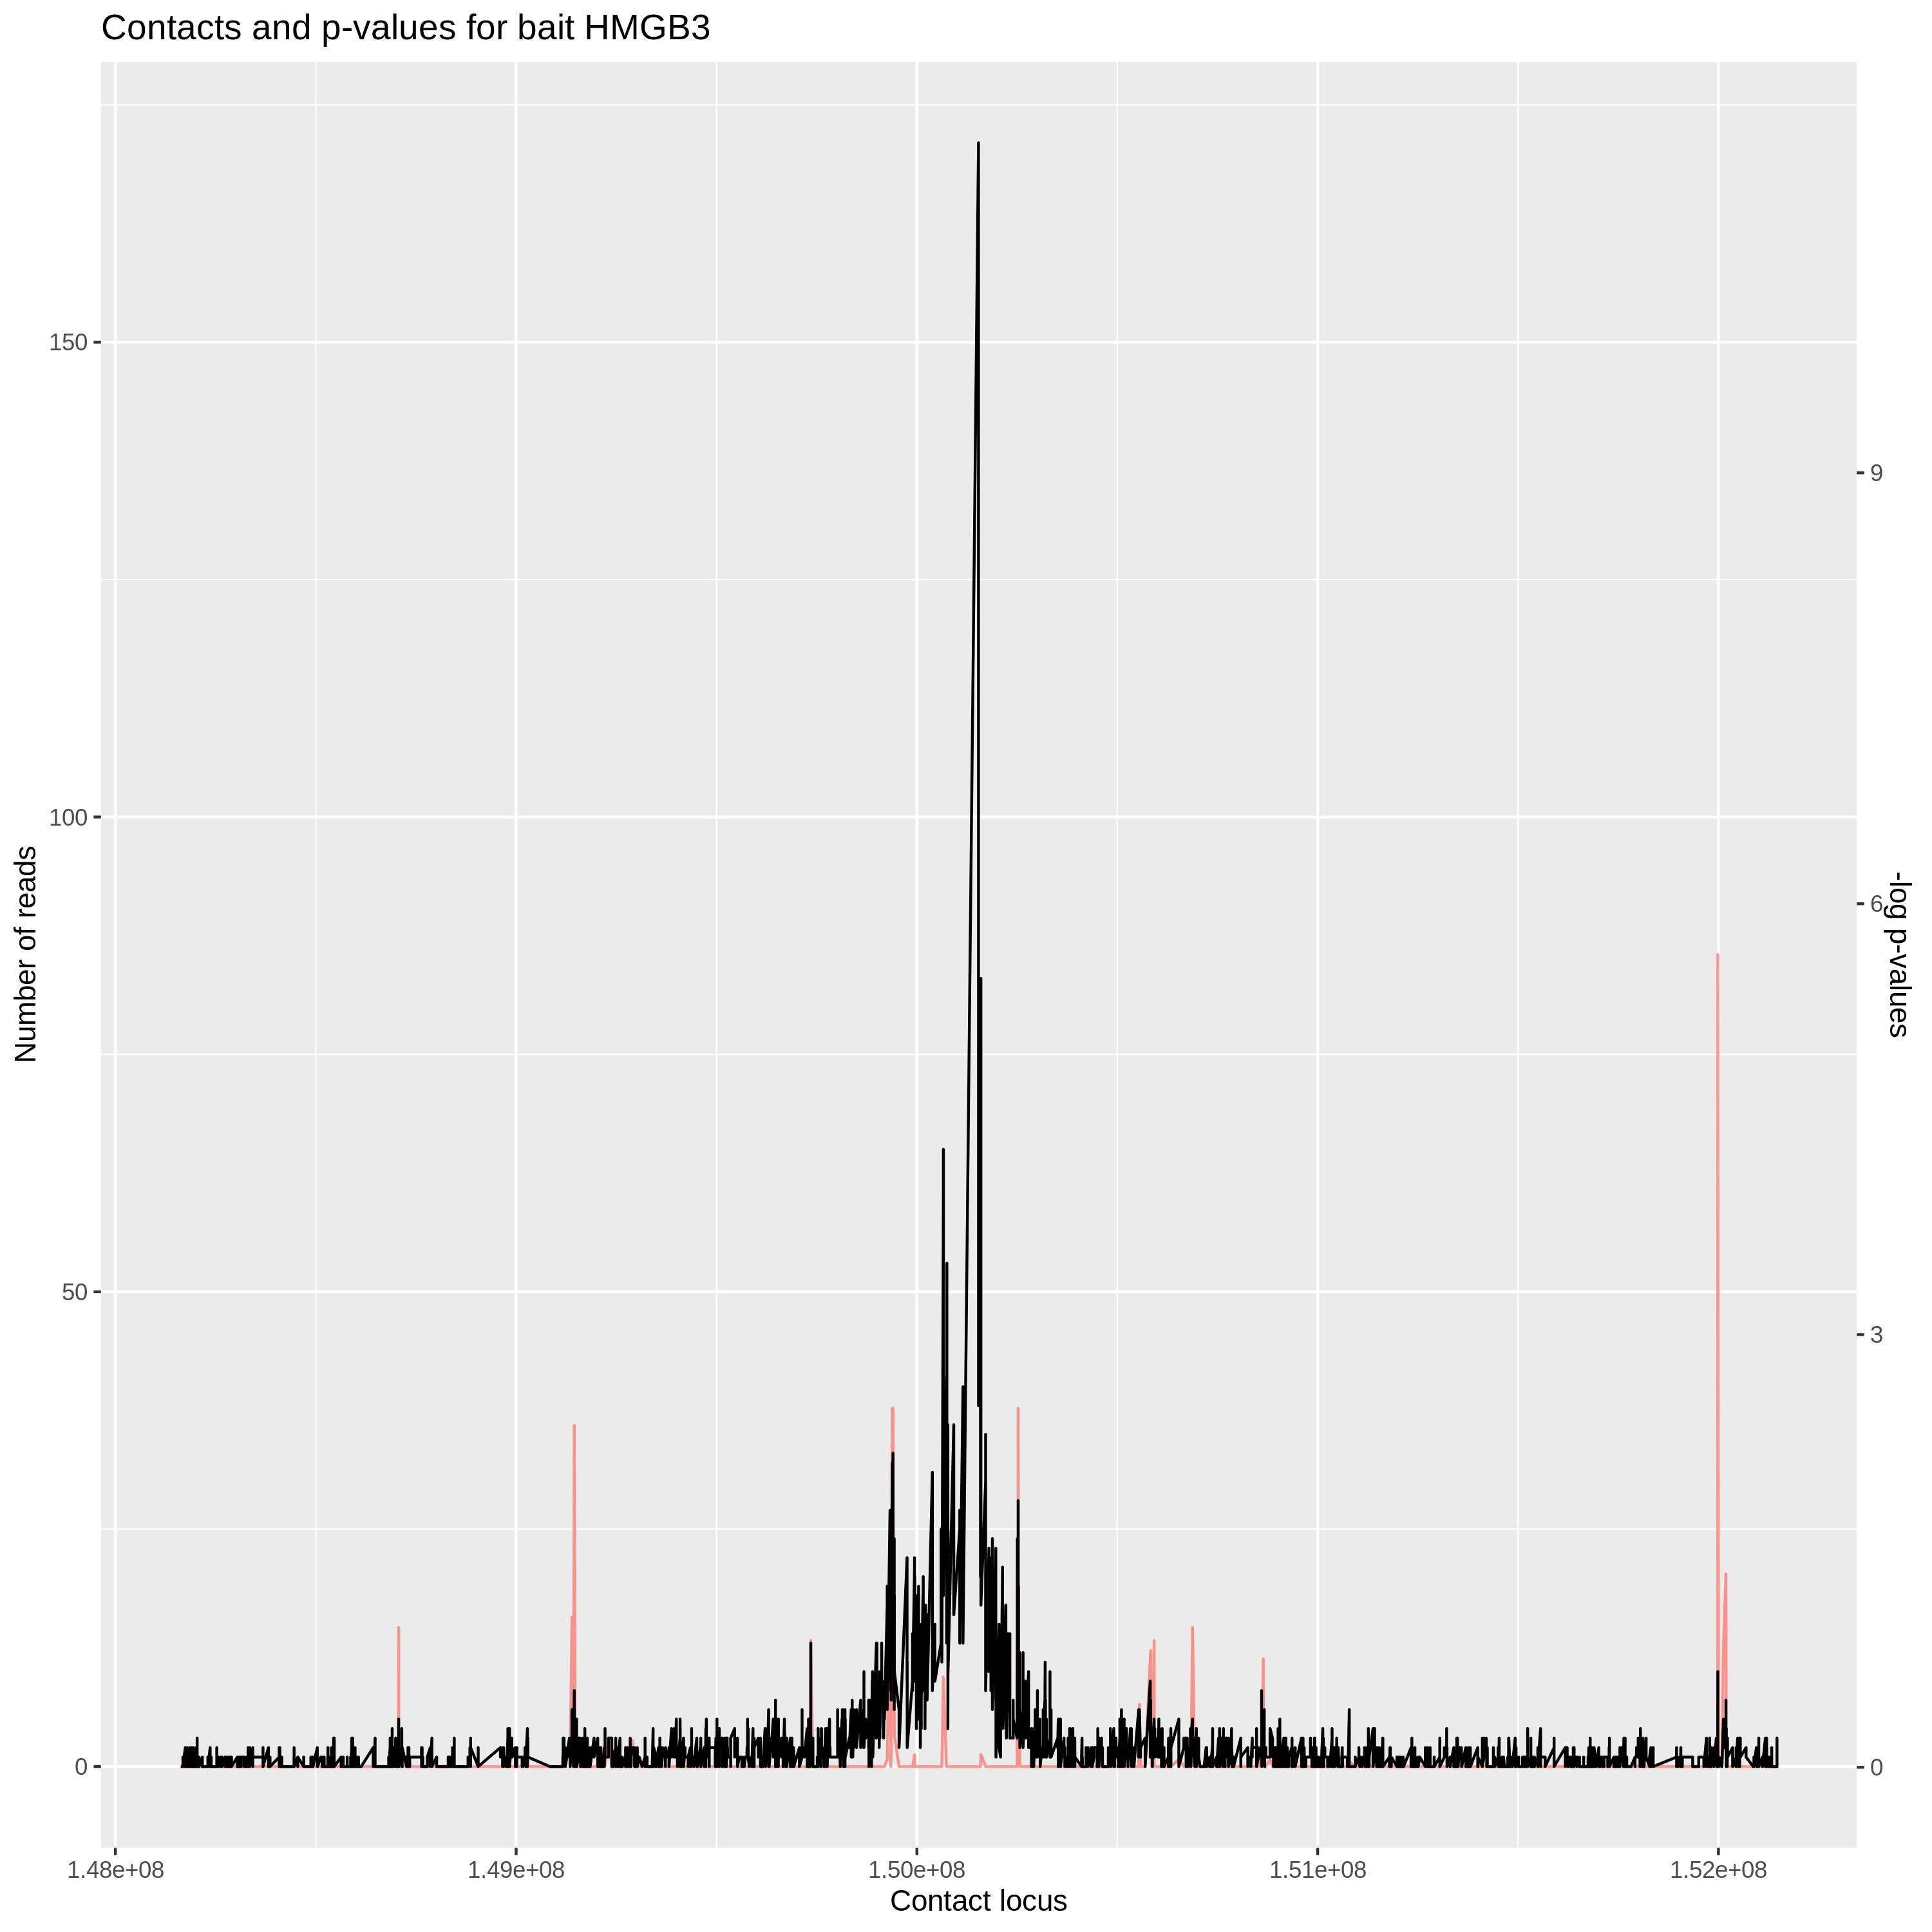 Contacts and p-values for bait HMGB3
150
100
50
0
9
6
3
0
Number of reads
-log p-values
1.48e+08 1.49e+08 1.50e+08 1.51e+08 1.52e+08
Contact locus